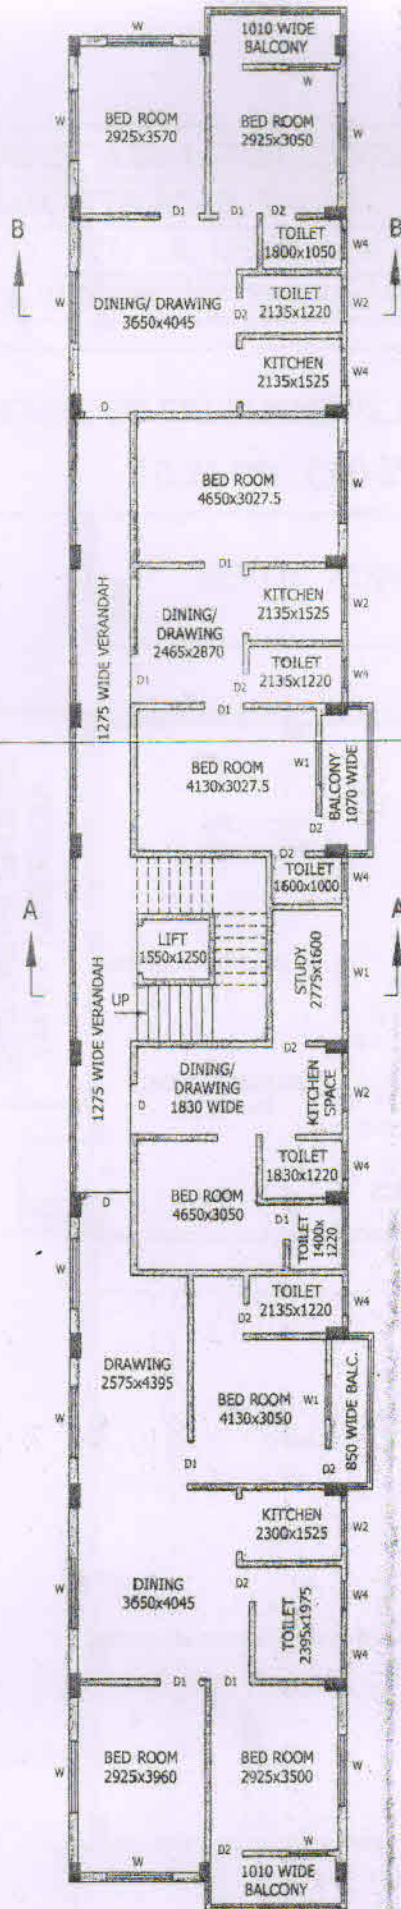 1010 WIDE
BALCONY
W
W
BED ROOM
2925x3570
BED ROOM
2925x3050
W
W
D1
D1
D2
B
B
TOILET
1800x1050
W4
DINING/ DRAWING
3650x4045
W
D2
TOILET
2135x1220
W2
KITCHEN
2135x1525
W4
D
BED ROOM
4650x3027.5
W
D1
KITCHEN
2135x1525
W2
DINING/
DRAWING
2465x2870
TOILET
2135x1220
W4
D1
D2
D1
1275 WIDE VERANDAH
BED ROOM
4130x3027.5
W1
BALCONY
1070 WIDE
D2
D2
TOILET
1600x1000
W4
A
A
LIFT
1550x1250
STUDY
2775x1600
W1
UP
1275 WIDE VERANDAH
D2
DINING/
DRAWING
1830 WIDE
D
KITCHEN
SPACE
W2
TOILET
1830x1220
W4
BED ROOM
4650x3050
D
D1
TOILET
1400x
1220
W
TOILET
2135x1220
W4
D2
DRAWING
2575x4395
BED ROOM
4130x3050
W1
850 WIDE BALC.
W
D1
D2
KITCHEN
2300x1525
W2
DINING
3650x4045
W
D2
TOILET
2395x1975
W4
W4
D1
D1
BED ROOM
2925x3960
BED ROOM
2925x3500
W
W
D2
W
W
1010 WIDE
BALCONY